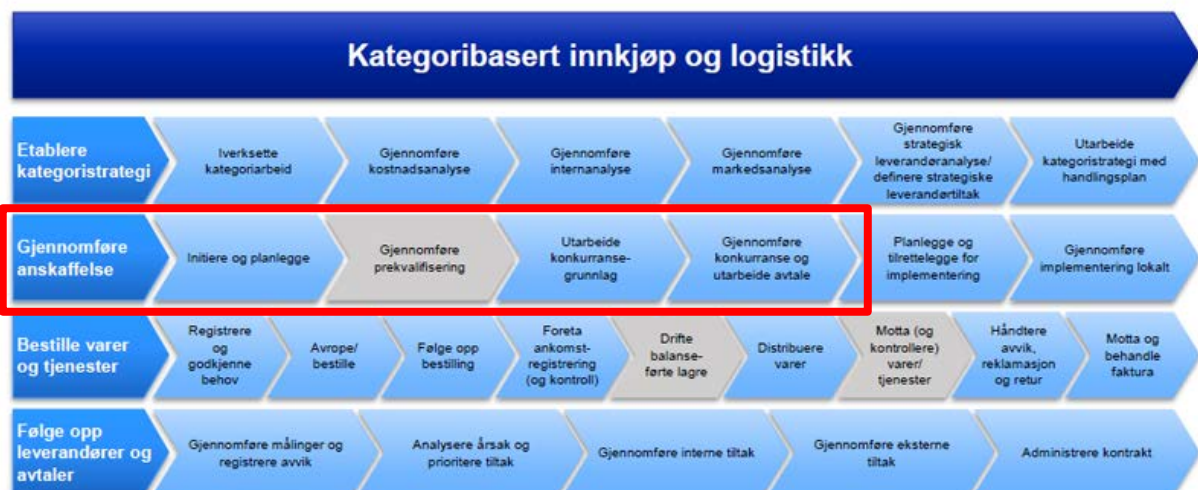 Kategoribasert innkjøp og logistikk
Etablere
kategoristrategi
Iverksette
kategoriarbeid
Gjennomføre
kostnadsanalyse
Gjennomføre
internanalyse
Gjennomføre
markedsanalyse
Gjennomføre
strategisk
leverandøranalyse/
definere strategiske
leverandørtiltak
Utarbeide
kategoristrategi med
handlingsplan
Gjennomføre
anskaffelse
Initiere og planlegge
Gjennomføre
prekvalifisering
Utarbeide
konkurranse-
grunnlag
Gjennomføre
konkurranse og
utarbeide avtale
Planlegge og
tilrettelegge for
implementering
Gjennomføre
implementering lokalt
Bestille varer
og tjenester
Registrere
og
godkjenne
behov
Avrope/
bestille
Følge opp
bestilling
Foreta
ankomst-
registrering
(og kontroll)
Drifte
balanse-
førte lagre
Distribuere
varer
Motta (og
kontrollere)
varer/
tjenester
Håndtere
avvik,
reklamasjon
og retur
Motta og
behandle
faktura
Følge opp
leverandører og
avtaler
Gjennomføre målinger og
registrere avvik
Analysere årsak og
prioritere tiltak
Gjennomføre interne tiltak
Gjennomføre eksterne
tiltak
Administrere kontrakt